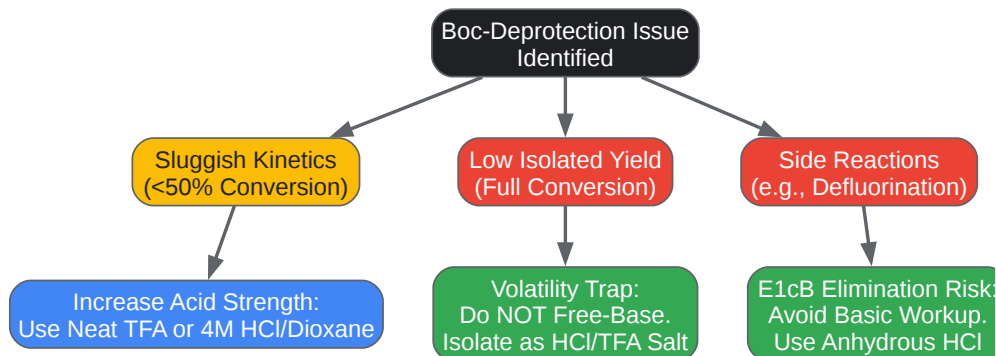 Boc-Deprotection Issue
Identified
Sluggish Kinetics
(<50% Conversion)
Low Isolated Yield
(Full Conversion)
Side Reactions
(e.g., Defluorination)
Increase Acid Strength:
Use Neat TFA or 4M HCl/Dioxane
Volatility Trap:
Do NOT Free-Base.
Isolate as HCl/TFA Salt
E1cB Elimination Risk:
Avoid Basic Workup.
Use Anhydrous HCl